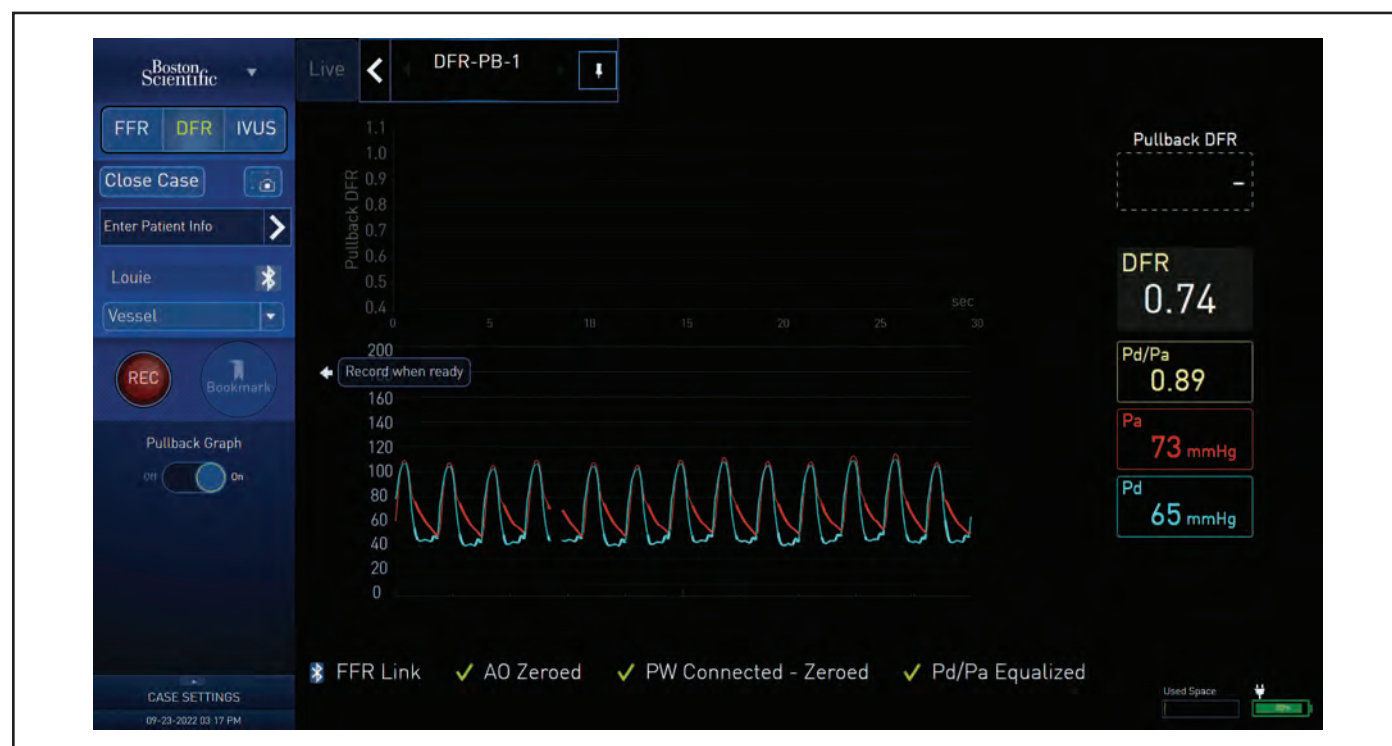 Boston
Scientific
Live
DFR-PB-1
FFR
DFR
IVUS
Close Case
Enter Patient Info
Louie
Vessel
REC
Bookmark
Pullback Graph
Off
On
CASE SETTINGS
09-23-2022 03 17 PM
Pullback DFR
1.1
1.0
0.9
0.8
0.7
0.6
0.5
0.4
sec
0
5
10
15
20
25
30
200
Record when ready
160
140
120
100
80
60
40
20
0
Pullback DFR
-
DFR
0.74
Pd/Pa
0.89
Pa
73 mmHg
Pd
65 mmHg
FFR Link
AO Zeroed
PW Connected - Zeroed
Pd/Pa Equalized
Used Space